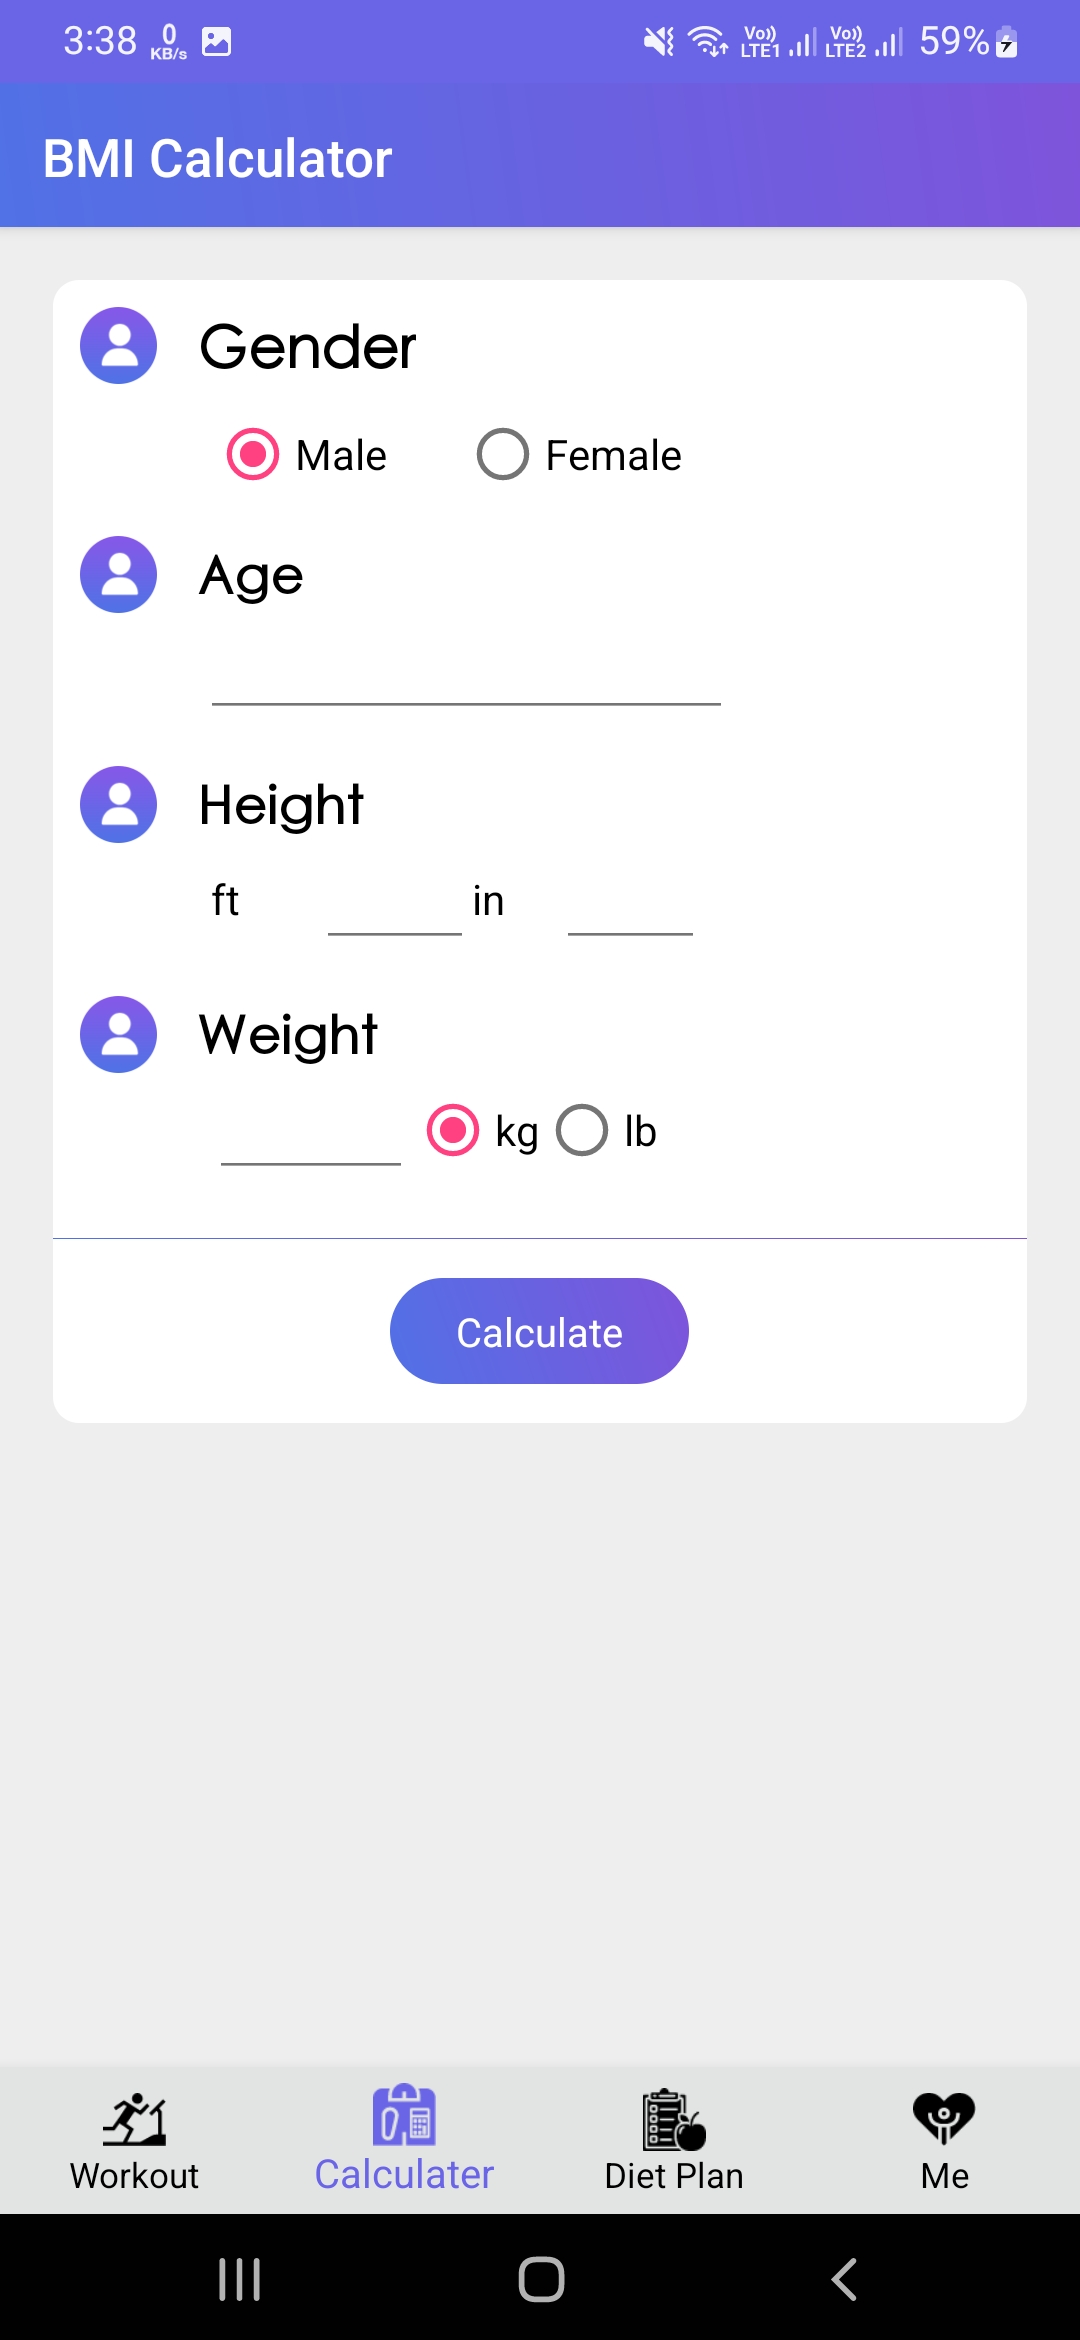 3:38 0 KB/s Vo)) LTE1 Vo)) LTE2 59%
BMI Calculator
Gender
Male Female
Age
Height
ft in
Weight
kg lb
Calculate
Workout Calculater Diet Plan Me